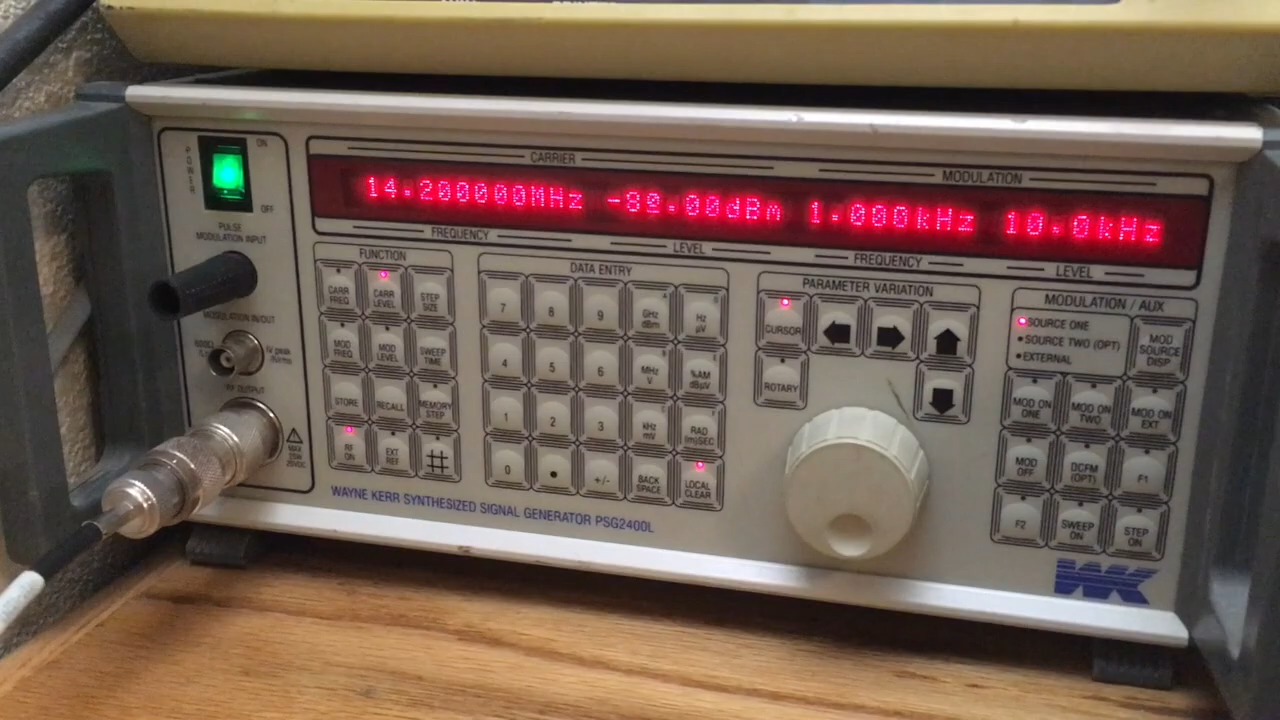 CARRIER MODULATION
14.200000MHz -80.00dBm 1.000kHz 10.0kHz
FREQUENCY LEVEL FREQUENCY LEVEL
POWER
ON
OFF
PULSE
MODULATION INPUT
MODULATION IN/OUT
600Ω
1V peak
RF OUTPUT
MAX
25W
20VDC
FUNCTION
CARR FREQ
CARR LEVEL
STEP SIZE
MOD FREQ
MOD LEVEL
SWEEP TIME
STORE
RECALL
MEMORY STEP
RF ON
EXT REF
#
DATA ENTRY
7 8 9 GHz dBm Hz µV
4 5 6 MHz V %AM dBµV
1 2 3 kHz mV RAD (m)SEC
0 • +/- BACK SPACE LOCAL CLEAR
PARAMETER VARIATION
CURSOR
ROTARY
MODULATION / AUX
SOURCE ONE
SOURCE TWO (OPT)
EXTERNAL
MOD SOURCE DISP
MOD ON ONE
MOD ON TWO
MOD ON EXT
MOD OFF
DCFM (OPT)
F1
F2
SWEEP ON
STEP ON
WAYNE KERR SYNTHESIZED SIGNAL GENERATOR PSG2400L
WK